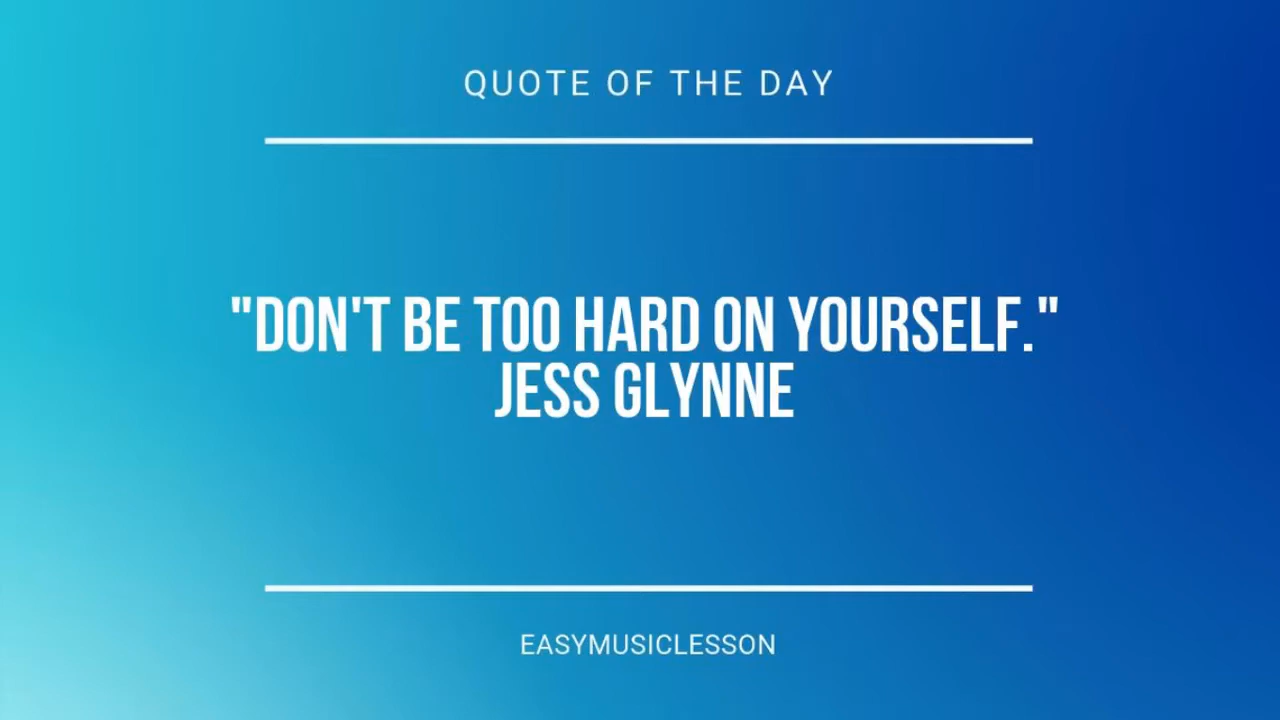 QUOTE OF THE DAY
"DON'T BE TOO HARD ON YOURSELF."
JESS GLYNNE
EASYMUSICLESSON